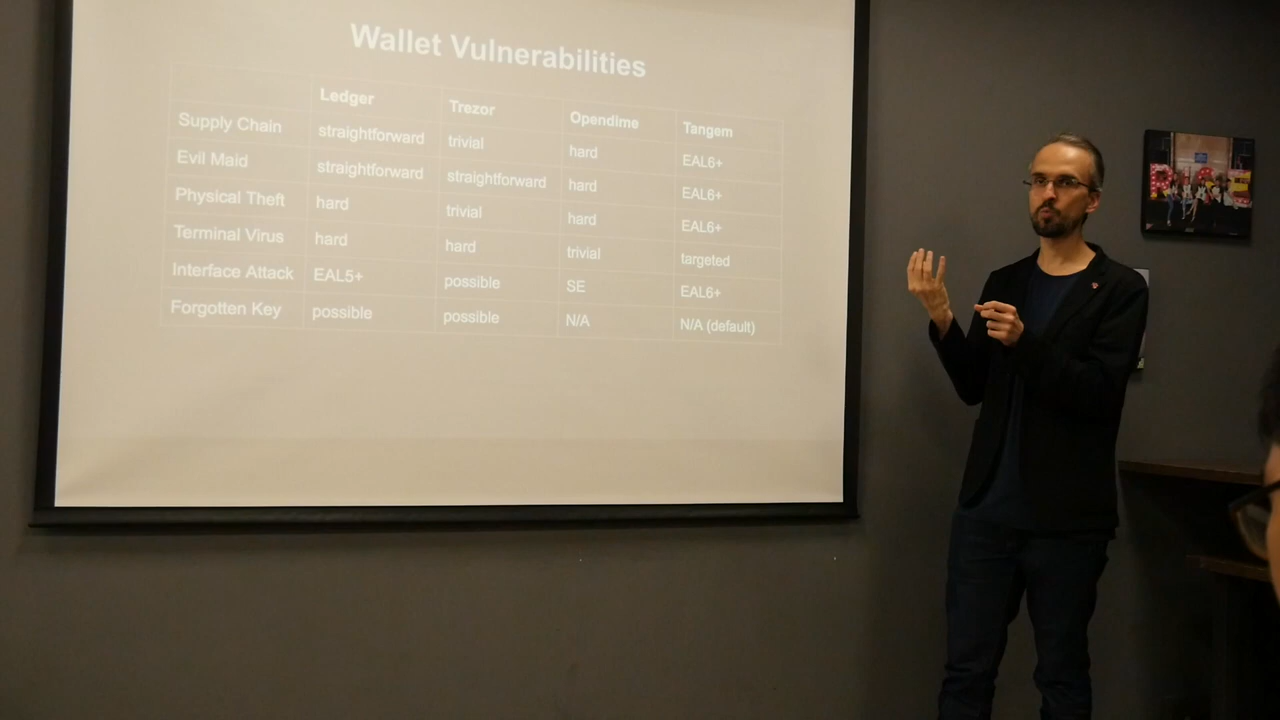 Wallet Vulnerabilities
Ledger Trezor Opendime Tangem
Supply Chain straightforward trivial hard EAL6+
Evil Maid straightforward straightforward hard EAL6+
Physical Theft hard trivial hard EAL6+
Terminal Virus hard hard trivial targeted
Interface Attack EAL5+ possible SE EAL6+
Forgotten Key possible possible N/A N/A (default)